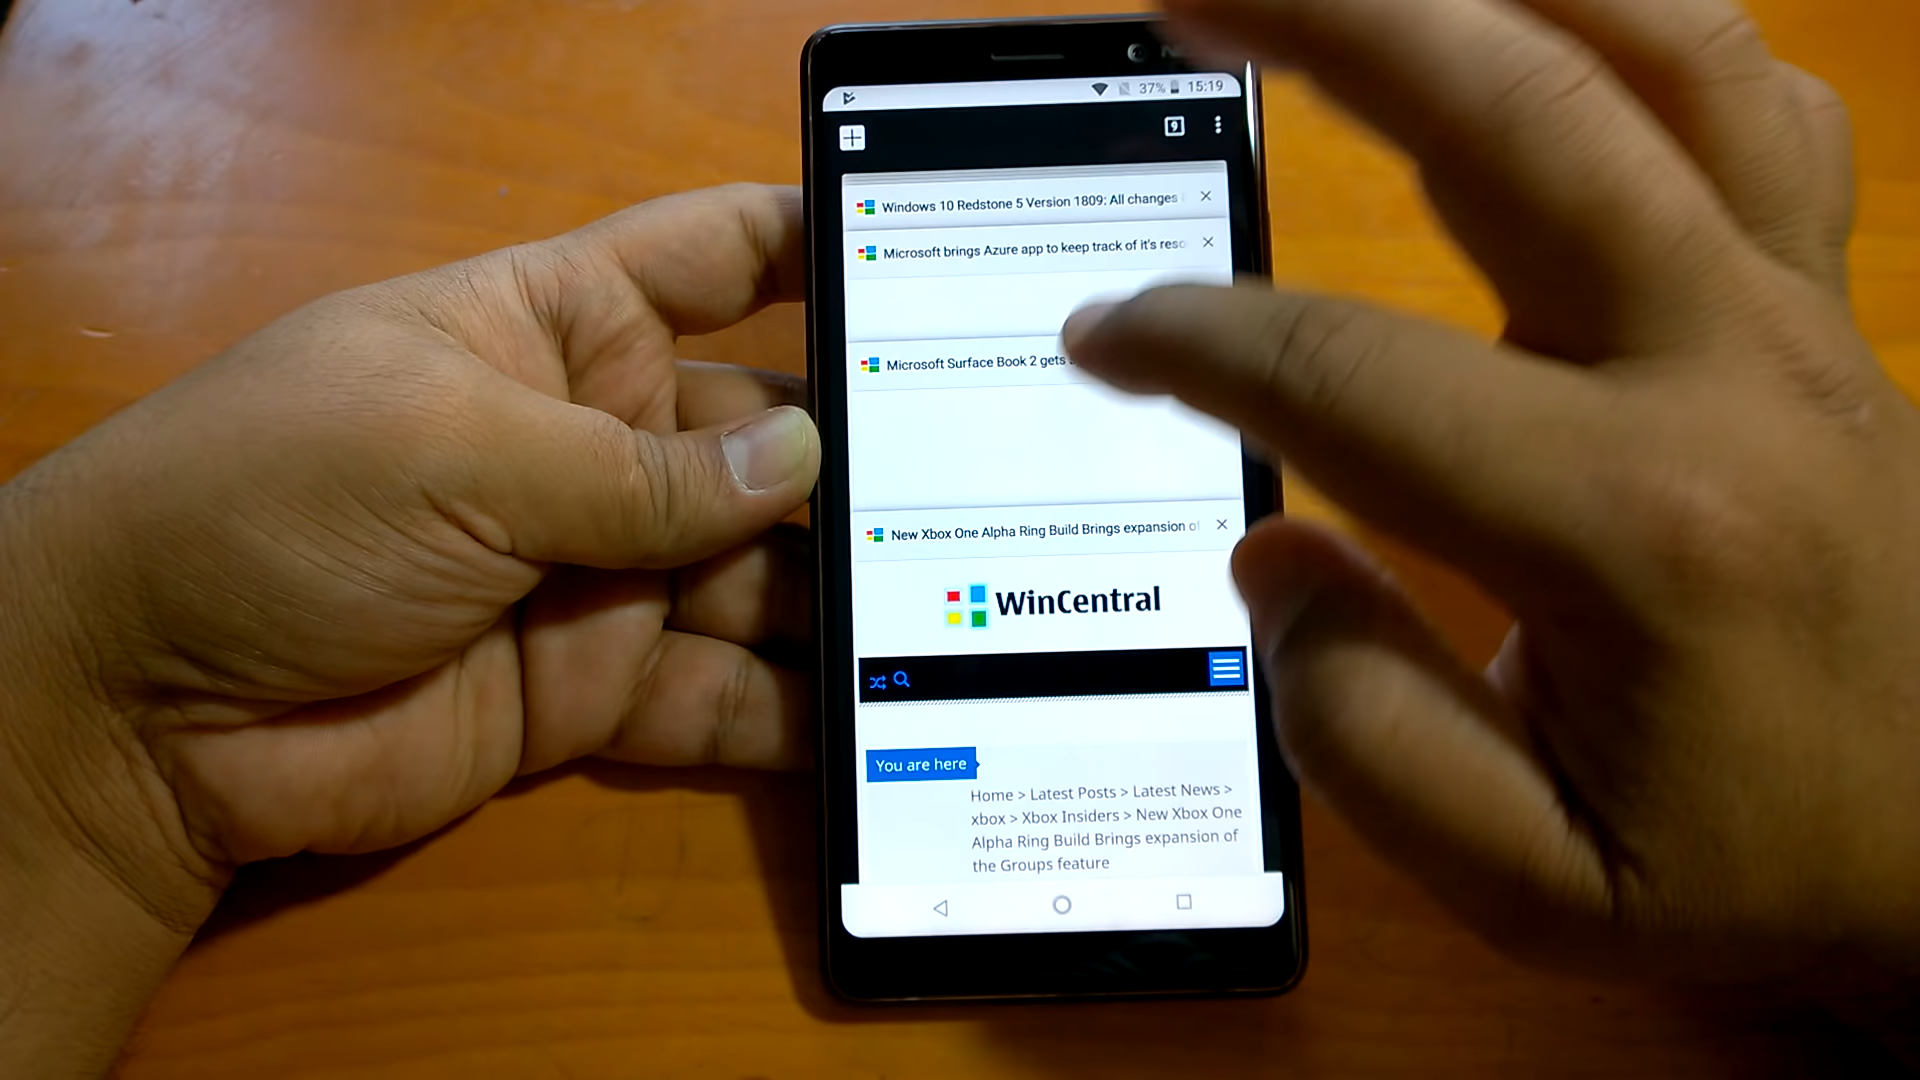 37% 15:19
9
Windows 10 Redstone 5 Version 1809: All changes
Microsoft brings Azure app to keep track of it's reso
Microsoft Surface Book 2 gets
New Xbox One Alpha Ring Build Brings expansion of
WinCentral
You are here
Home > Latest Posts > Latest News >
xbox > Xbox Insiders > New Xbox One
Alpha Ring Build Brings expansion of
the Groups feature